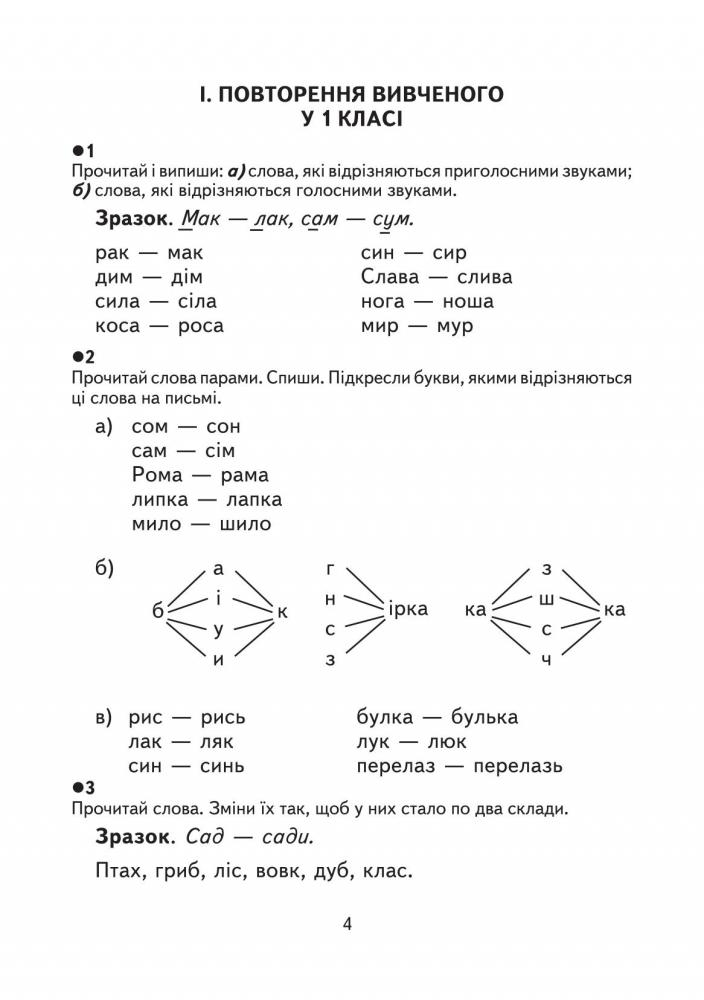 І. ПОВТОРЕННЯ ВИВЧЕНОГО
У 1 КЛАСІ
●1
Прочитай і випиши: а) слова, які відрізняються приголосними звуками;
б) слова, які відрізняються голосними звуками.
Зразок. Мак — лак, сам — сум.
рак — мак син — сир
дим — дім Слава — слива
сила — сіла нога — ноша
коса — роса мир — мур
●2
Прочитай слова парами. Спиши. Підкресли букви, якими відрізняються
ці слова на письмі.
а) сом — сон
сам — сім
Рома — рама
липка — лапка
мило — шило
б) а г з
і н ш
б к ірка ка ка
у с с
и з ч
в) рис — рись булка — булька
лак — ляк лук — люк
син — синь перелаз — перелазь
●3
Прочитай слова. Зміни їх так, щоб у них стало по два склади.
Зразок. Сад — сади.
Птах, гриб, ліс, вовк, дуб, клас.
4